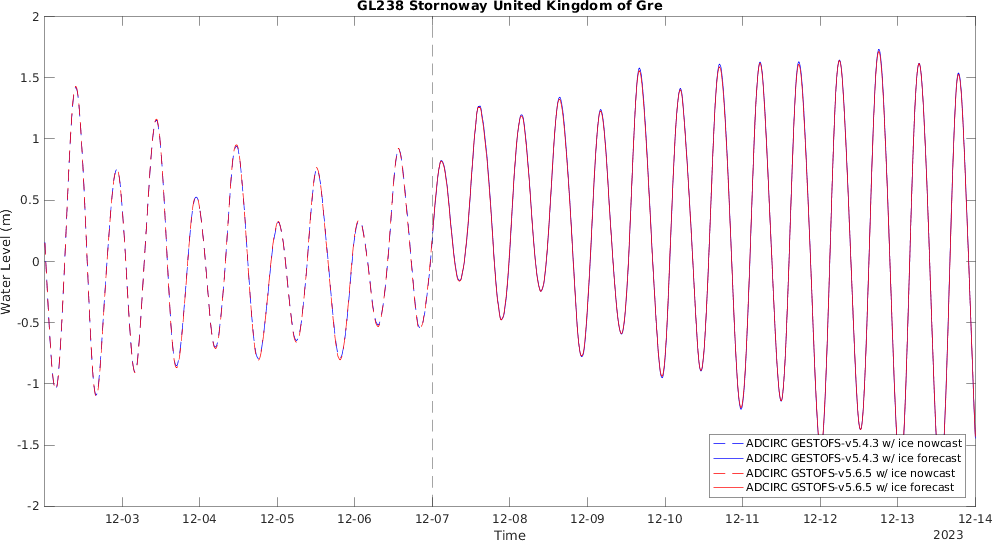 GL238 Stornoway United Kingdom of Gre
2
1.5
1
0.5
0
-0.5
-1
-1.5
-2
Water Level (m)
12-03 12-04 12-05 12-06 12-07 12-08 12-09 12-10 12-11 12-12 12-13 12-14
Time
2023
ADCIRC GESTOFS-v5.4.3 w/ ice nowcast
ADCIRC GESTOFS-v5.4.3 w/ ice forecast
ADCIRC GSTOFS-v5.6.5 w/ ice nowcast
ADCIRC GSTOFS-v5.6.5 w/ ice forecast